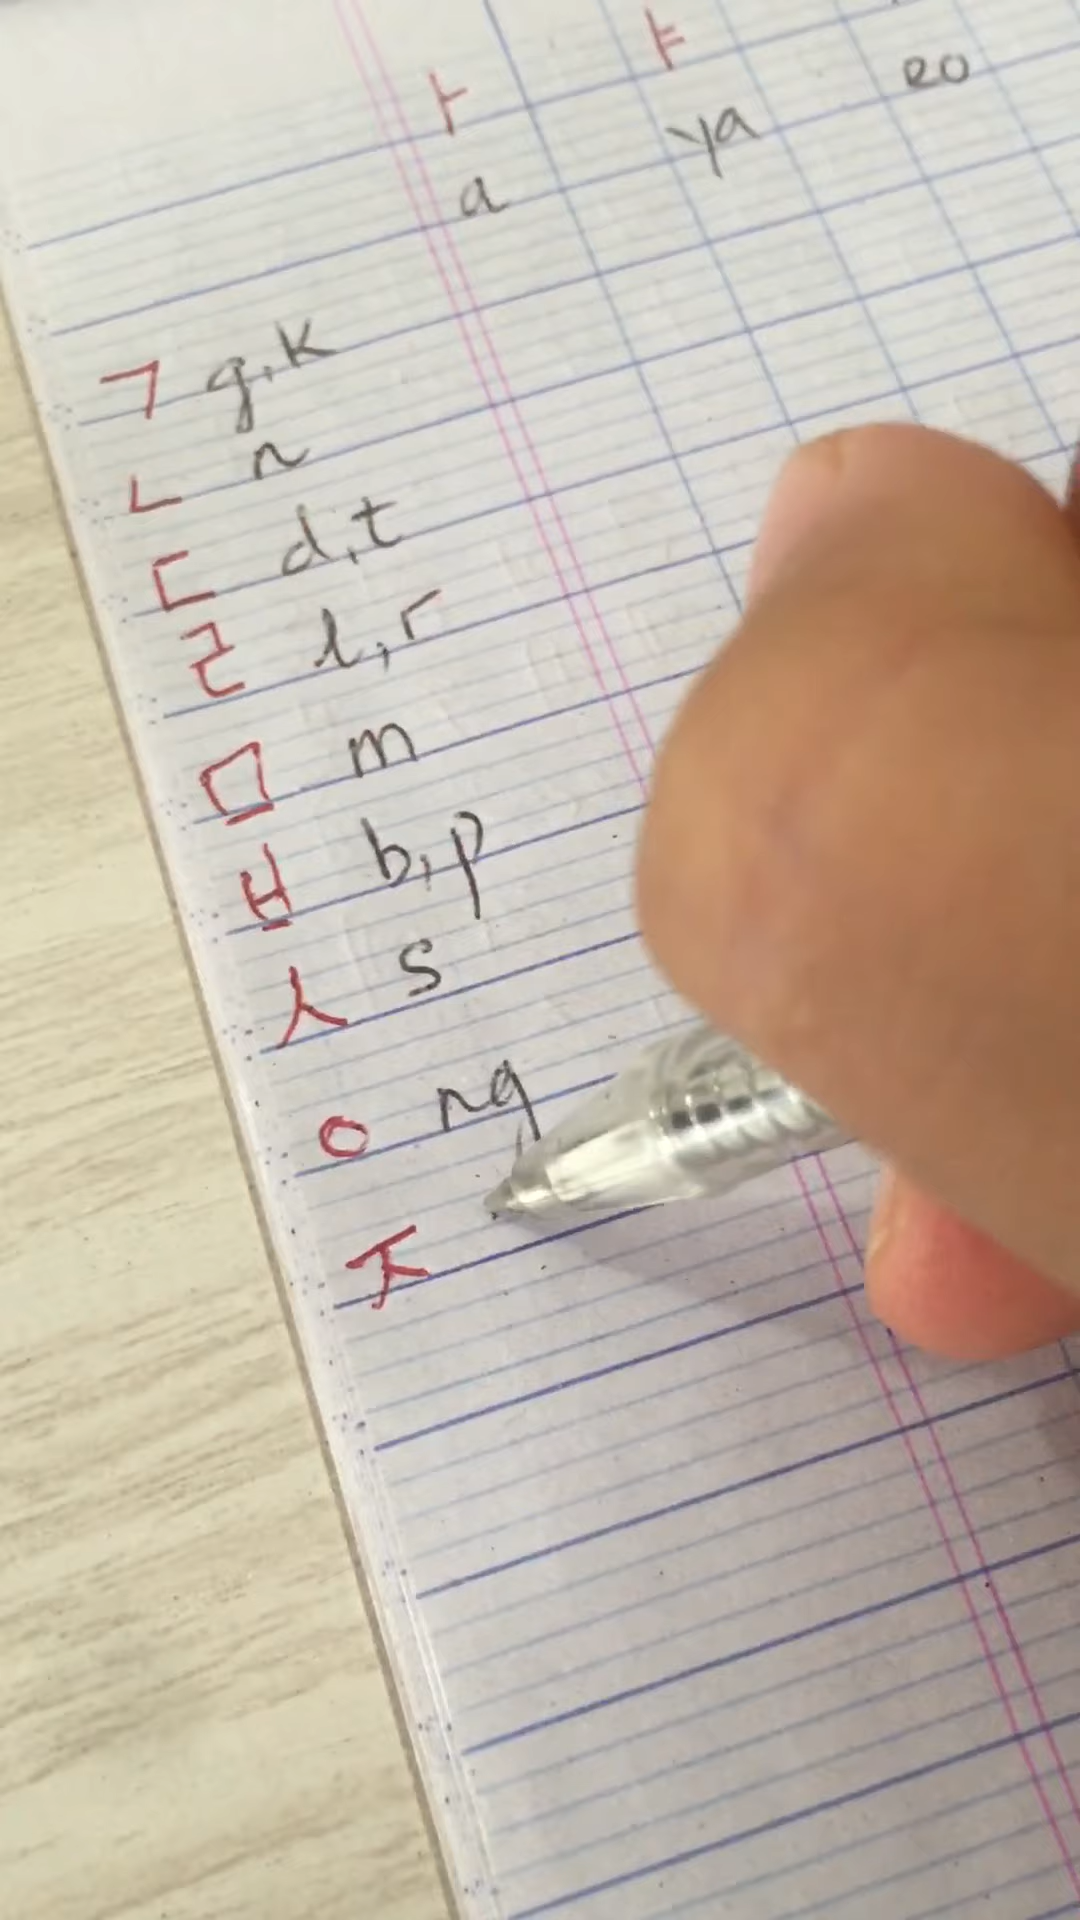 ㅏ ㅑ
a ya eo
ㄱ g,k
ㄴ n
ㄷ d,t
ㄹ l,r
ㅁ m
ㅂ b,p
ㅅ s
ㅇ ng
ㅈ